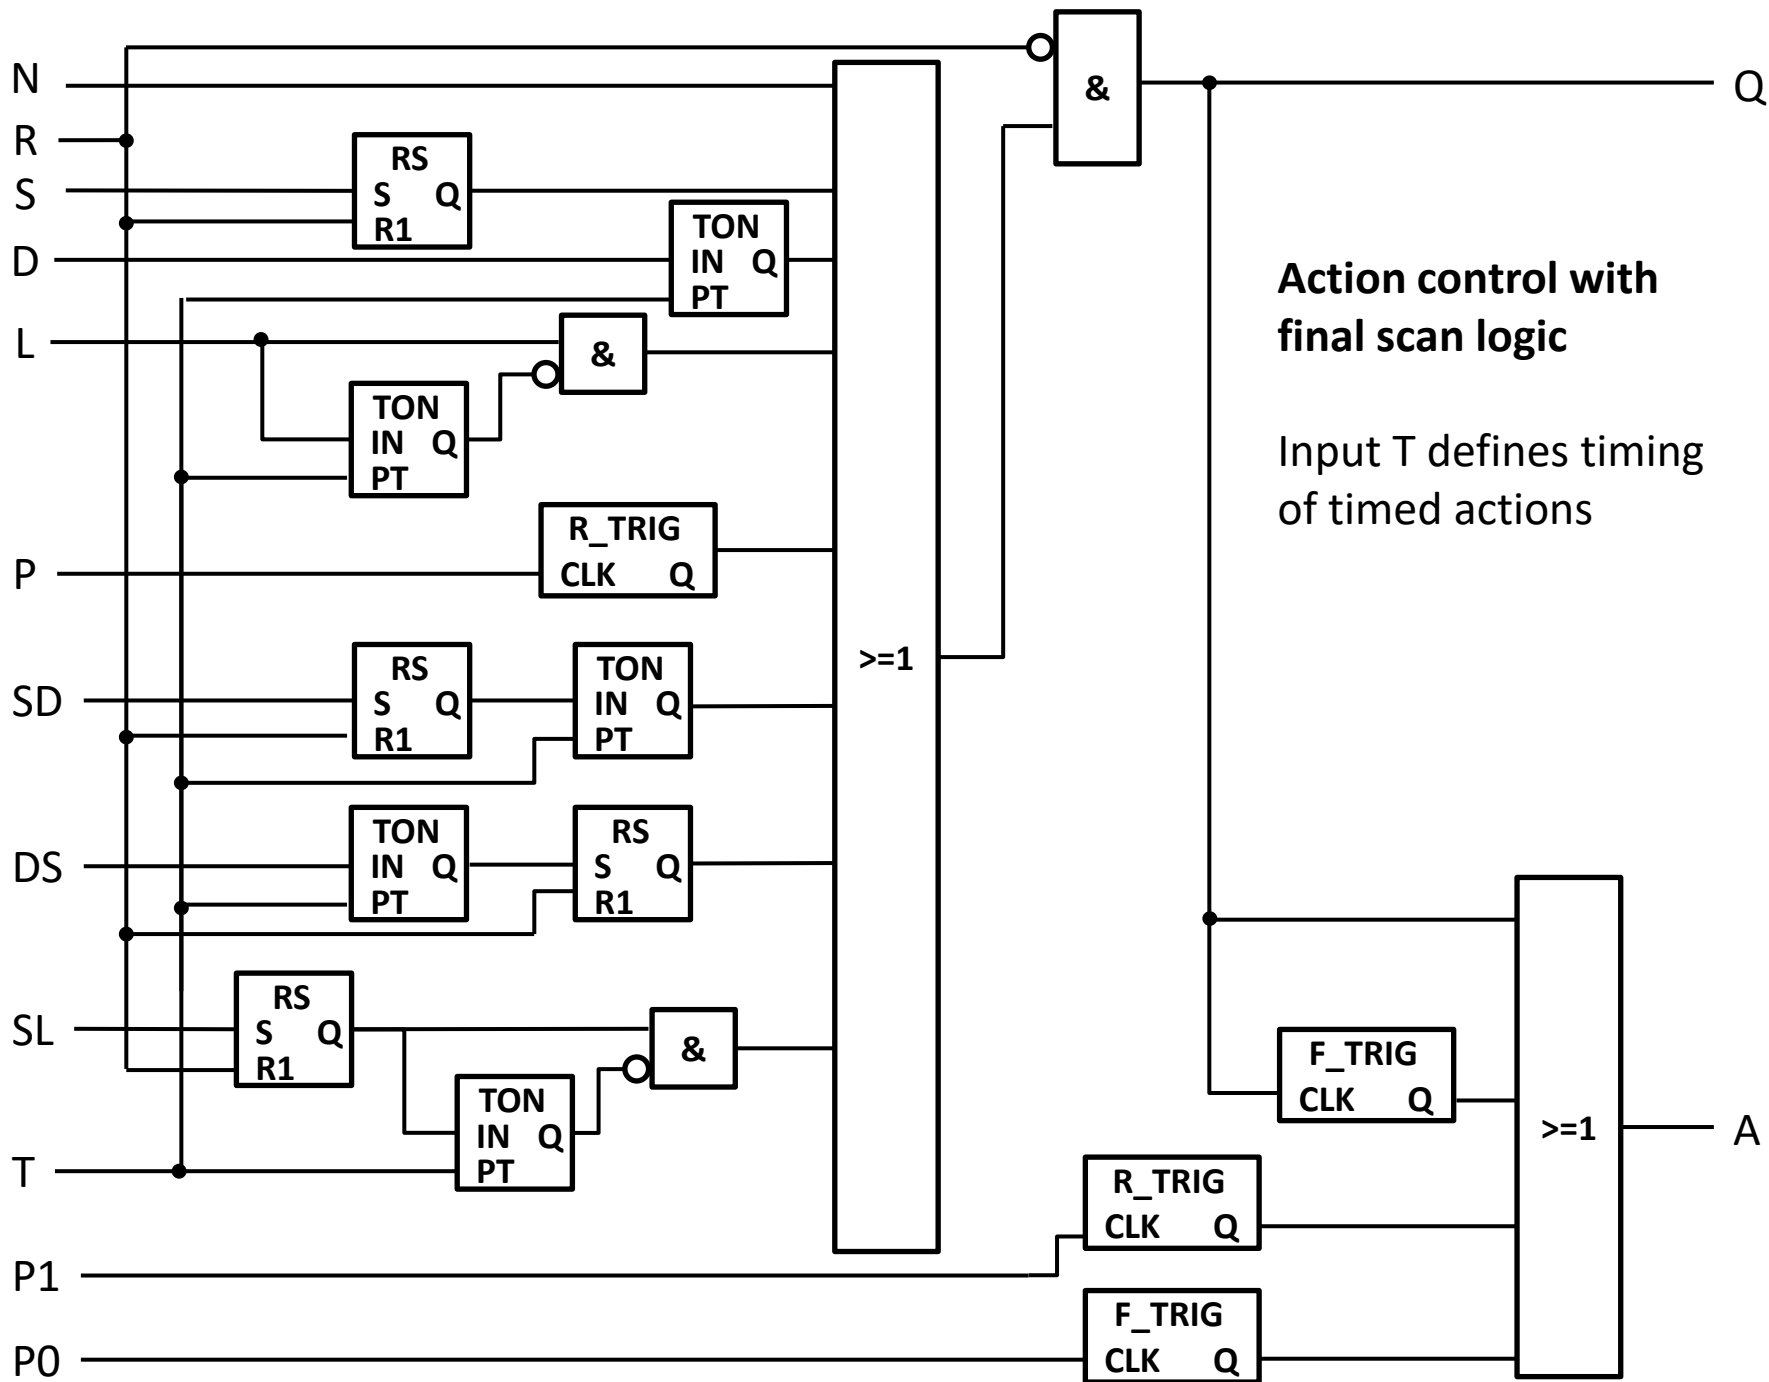 N
R
S
D
L
P
SD
DS
SL
T
P1
P0
RS
S Q
R1
TON
IN Q
PT
&
TON
IN Q
PT
R_TRIG
CLK Q
RS
S Q
R1
TON
IN Q
PT
TON
IN Q
PT
RS
S Q
R1
RS
S Q
R1
&
TON
IN Q
PT
>=1
&
Q
Action control with
final scan logic
Input T defines timing
of timed actions
F_TRIG
CLK Q
R_TRIG
CLK Q
F_TRIG
CLK Q
>=1
A